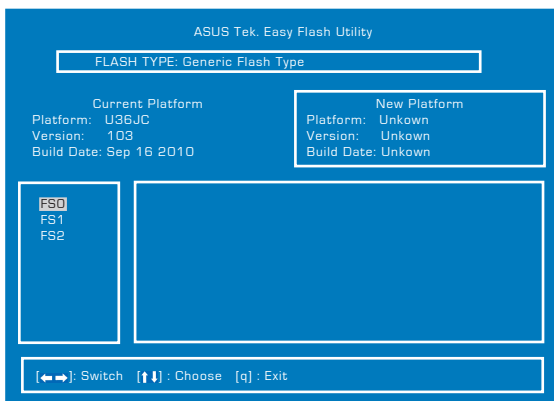 ASUS Tek. Easy Flash Utility
FLASH TYPE: Generic Flash Type
Current Platform
Platform: U36JC
Version: 103
Build Date: Sep 16 2010
New Platform
Platform: Unkown
Version: Unkown
Build Date: Unkown
FS0
FS1
FS2
[←→]: Switch [↑↓] : Choose [q] : Exit